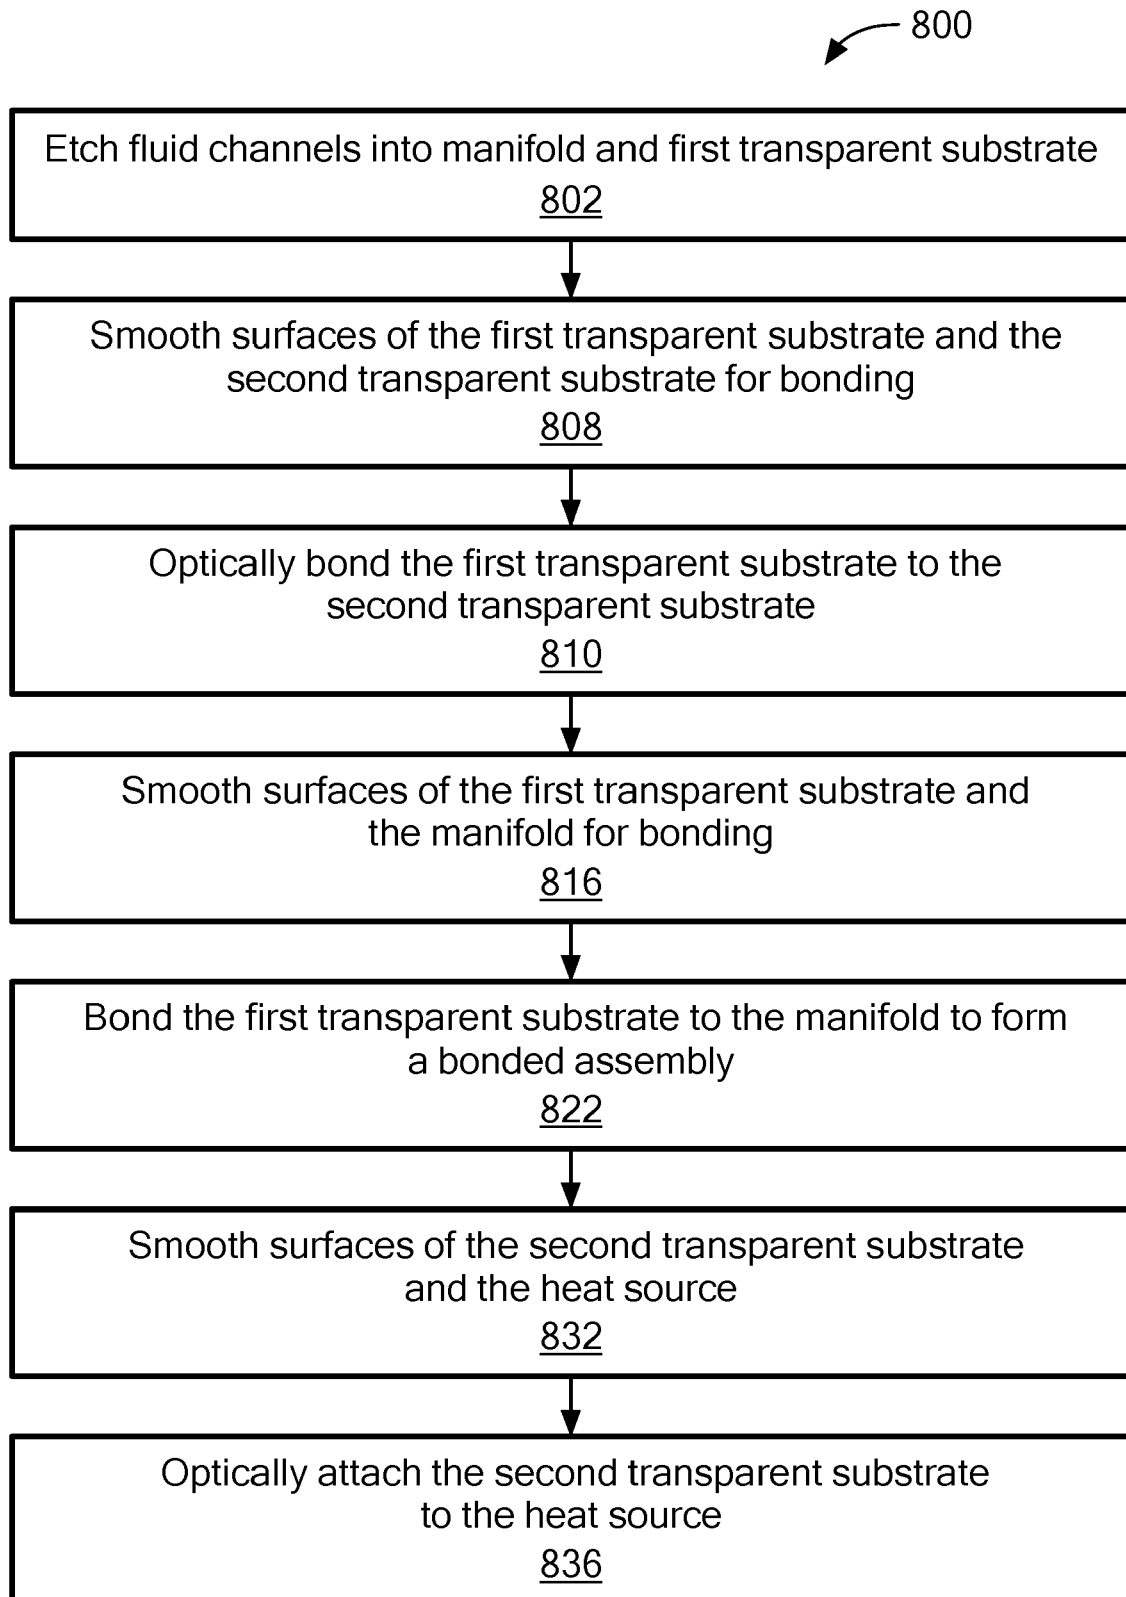 800
Etch fluid channels into manifold and first transparent substrate
802
Smooth surfaces of the first transparent substrate and the
second transparent substrate for bonding
808
Optically bond the first transparent substrate to the
second transparent substrate
810
Smooth surfaces of the first transparent substrate and
the manifold for bonding
816
Bond the first transparent substrate to the manifold to form
a bonded assembly
822
Smooth surfaces of the second transparent substrate
and the heat source
832
Optically attach the second transparent substrate
to the heat source
836